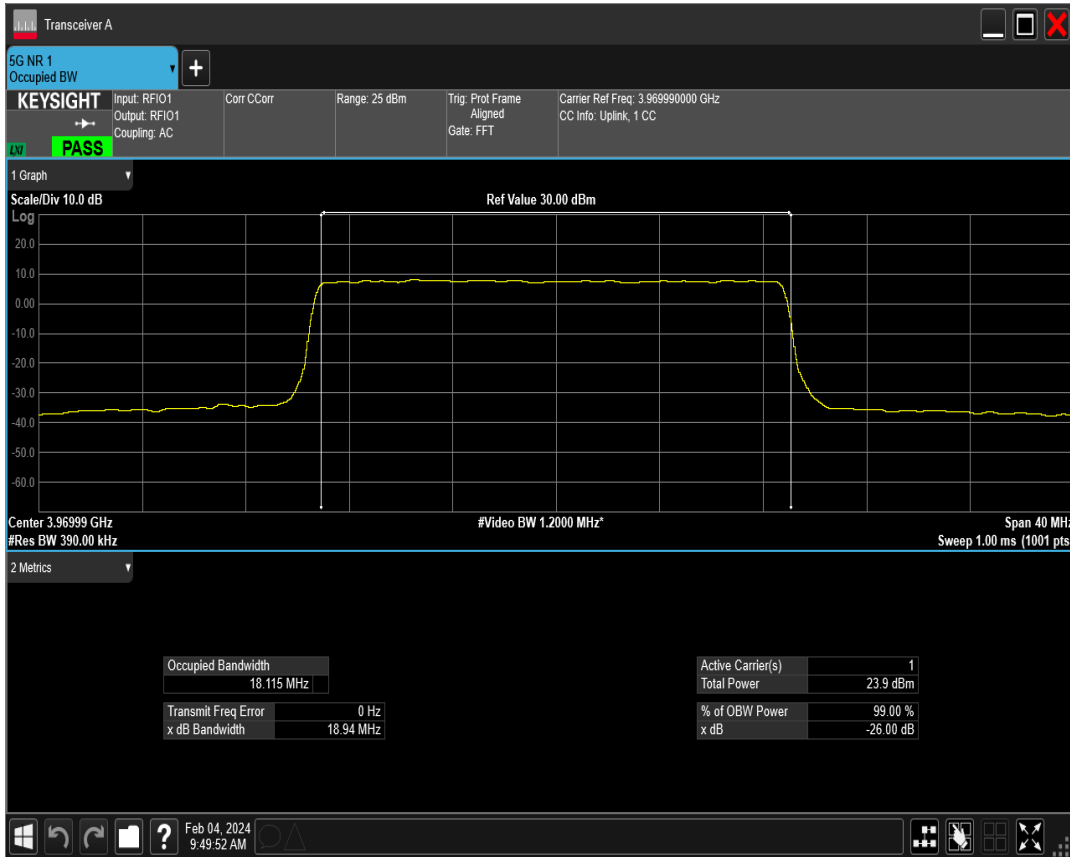 Transceiver A
5G NR 1
Occupied BW
+
KEYSIGHT
LXI
PASS
Input: RFIO1
Output: RFIO1
Coupling: AC
Corr CCorr
Range: 25 dBm
Trig: Prot Frame
Aligned
Gate: FFT
Carrier Ref Freq: 3.969990000 GHz
CC Info: Uplink, 1 CC
1 Graph
Scale/Div 10.0 dB
Ref Value 30.00 dBm
Log
20.0
10.0
0.00
-10.0
-20.0
-30.0
-40.0
-50.0
-60.0
Center 3.96999 GHz
#Video BW 1.2000 MHz*
Span 40 MHz
#Res BW 390.00 kHz
Sweep 1.00 ms (1001 pts
2 Metrics
Occupied Bandwidth
18.115 MHz
Transmit Freq Error 0 Hz
x dB Bandwidth 18.94 MHz
Active Carrier(s) 1
Total Power 23.9 dBm
% of OBW Power 99.00 %
x dB -26.00 dB
?
Feb 04, 2024
9:49:52 AM